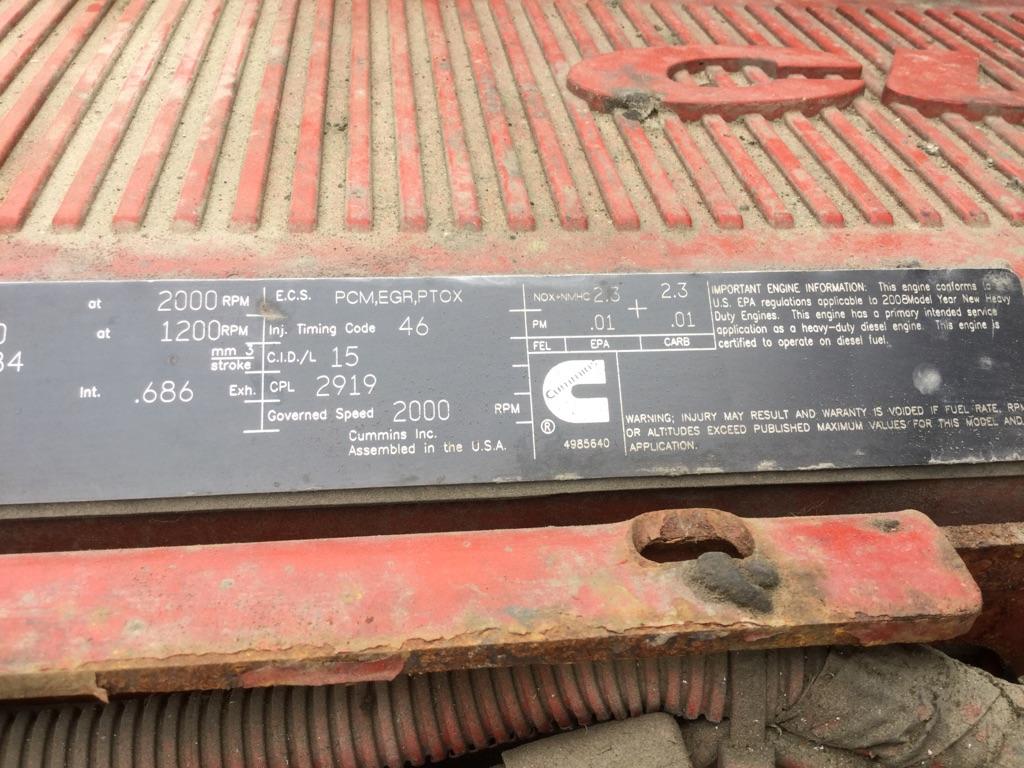 at 2000 RPM
at 1200 RPM
34 mm 3
stroke
Int. .686 Exh.
E.C.S. PCM,EGR,PTOX
Inj. Timing Code 46
C.I.D./L 15
CPL 2919
Governed Speed 2000 RPM
Cummins Inc.
Assembled in the U.S.A.
NOX+NMHC 2.3 + 2.3
PM .01 .01
FEL EPA CARB
Cummins
®
4985640
IMPORTANT ENGINE INFORMATION: This engine conforms to
U.S. EPA regulations applicable to 2008Model Year New Heavy
Duty Engines. This engine has a primary intended service
application as a heavy-duty diesel engine. This engine is
certified to operate on diesel fuel.
WARNING; INJURY MAY RESULT AND WARANTY IS VOIDED IF FUEL RATE, RPM
OR ALTITUDES EXCEED PUBLISHED MAXIMUM VALUES FOR THIS MODEL AND
APPLICATION.